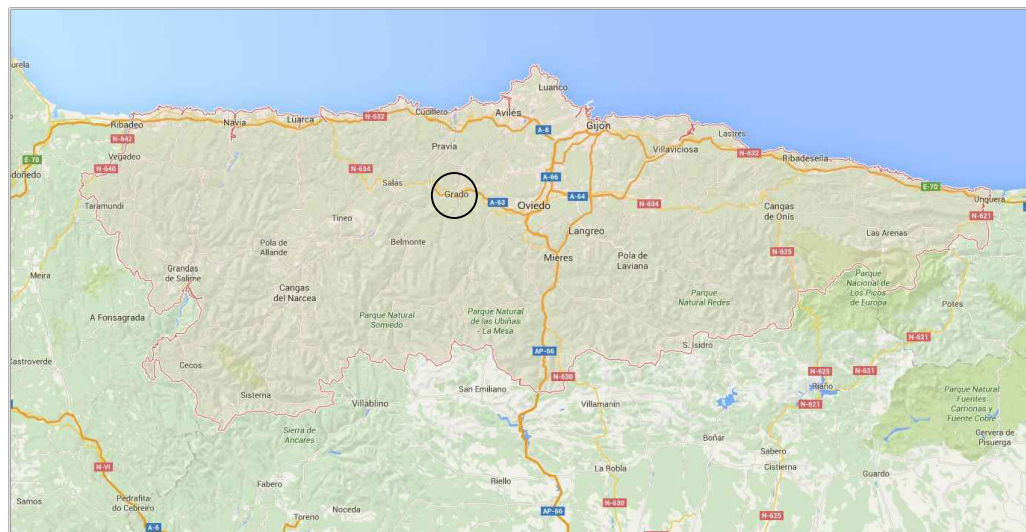 Luanco
Cudillero
Avilés
Ribadeo
Navia
Luarca
N-632
A-8
Gijón
Lastres
N-642
Vegadeo
Pravia
Villaviciosa
N-632
Ribadesella
E-70
N-640
N-634
A-66
E-70
Taramundi
Salas
Grado
A-63
Oviedo
A-64
N-634
Cangas
de Onís
Unquera
N-621
Tineo
Langreo
Las Arenas
Pola de
Allande
Belmonte
Mieres
Pola de
Laviana
N-625
Meira
Grandas
de Salime
Cangas
del Narcea
Parque
Natural Redes
Parque
Nacional de
Los Picos
de Europa
Potes
A Fonsagrada
Parque Natural
Somiedo
Parque Natural
de las Ubiñas
- La Mesa
S. Isidro
N-621
Castroverde
Cecos
AP-66
N-630
N-625
N-621
Riaño
Sistema
San Emiliano
Villablino
Villamanín
N-621
Parque Natural
Fuentes
Carrionas y
Fuente Cobre
Sierra de
Ancares
Boñar
Cervera de
Pisuerga
N-VI
Sabero
Cistierna
Guardo
La Robla
Riello
Fabero
Samos
Pedrafita
do Cebreiro
Noceda
Toreno
N-630
AP-66
N-625
A-6